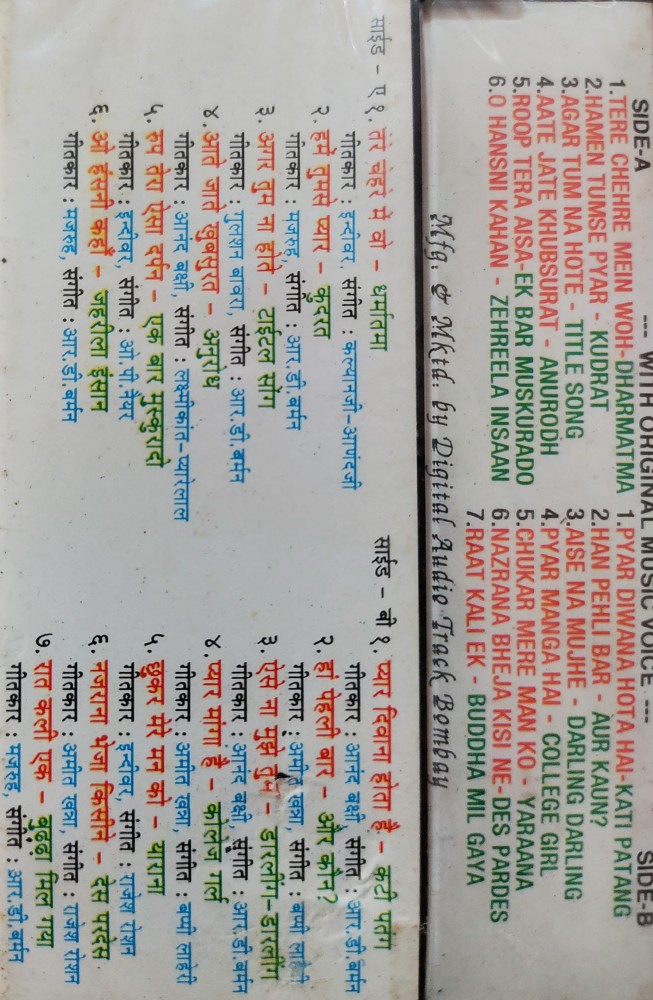 --- WITH ORIGINAL MUSIC VOICE ---
SIDE-A
1. TERE CHEHRE MEIN WOH-DHARMATMA
2. HAMEN TUMSE PYAR - KUDRAT
3. AGAR TUM NA HOTE - TITLE SONG
4. AATE JATE KHUBSURAT - ANURODH
5. ROOP TERA AISA-EK BAR MUSKURADO
6. O HANSNI KAHAN - ZEHREELA INSAAN
SIDE-B
1. PYAR DIWANA HOTA HAI-KATI PATANG
2. HAN PEHLI BAR - AUR KAUN?
3. AISE NA MUJHE - DARLING DARLING
4. PYAR MANGA HAI - COLLEGE GIRL
5. CHUKAR MERE MAN KO - YARAANA
6. NAZRANA BHEJA KISI NE-DES PARDES
7. RAAT KALI EK - BUDDHA MIL GAYA
Mfg. & Mktd. by Digital Audio Track Bombay
साईड - ए
१. तेरे चेहरे में वो - धर्मात्मा
गीतकार : इन्दीवर, संगीत : कल्यानजी-आणंदजी
२. हमें तुमसे प्यार - कुदरत
गीतकार : मजरुह, संगीत : आर.डी.बर्मन
३. अगर तुम ना होते - टाईटल सोंग
गीतकार : गुलशन बावरा, संगीत : आर.डी.बर्मन
४. आते जाते खुबसुरत - अनुरोध
गीतकार : आनंद बक्षी, संगीत : लक्ष्मीकांत-प्यारेलाल
५. रुप तेरा ऐसा दर्पन - एक बार मुस्कुरादो
गीतकार : इन्दीवर, संगीत : ओ.पी.नैयर
६. ओ हंसनी कहाँ - जहरीला इंसान
गीतकार : मजरुह, संगीत : आर.डी.बर्मन
साईड - बी
१. प्यार दिवाना होता है - कटी पतंग
गीतकार : आनंद बक्षी, संगीत : आर.डी.बर्मन
२. हां पेहली बार - और कौन?
गीतकार : अमीत खन्ना, संगीत : बप्पी लाहेरी
३. ऐसे ना मुझे तुम - डारलींग-डारलींग
गीतकार : आनंद बक्षी, संगीत : आर.डी.बर्मन
४. प्यार मांगा है - कोलेज गर्ल
गीतकार : अमीत खन्ना, संगीत : बप्पी लाहेरी
५. छुकर मेरे मन को - याराना
गीतकार : इन्दीवर, संगीत : राजेश रोशन
६. नजराना भेजा किसीने - देस परदेस
गीतकार : अमीत खन्ना, संगीत : राजेश रोशन
७. रात कली एक - बुढ्ढा मिल गया
गीतकार : मजरुह, संगीत : आर.डी.बर्मन